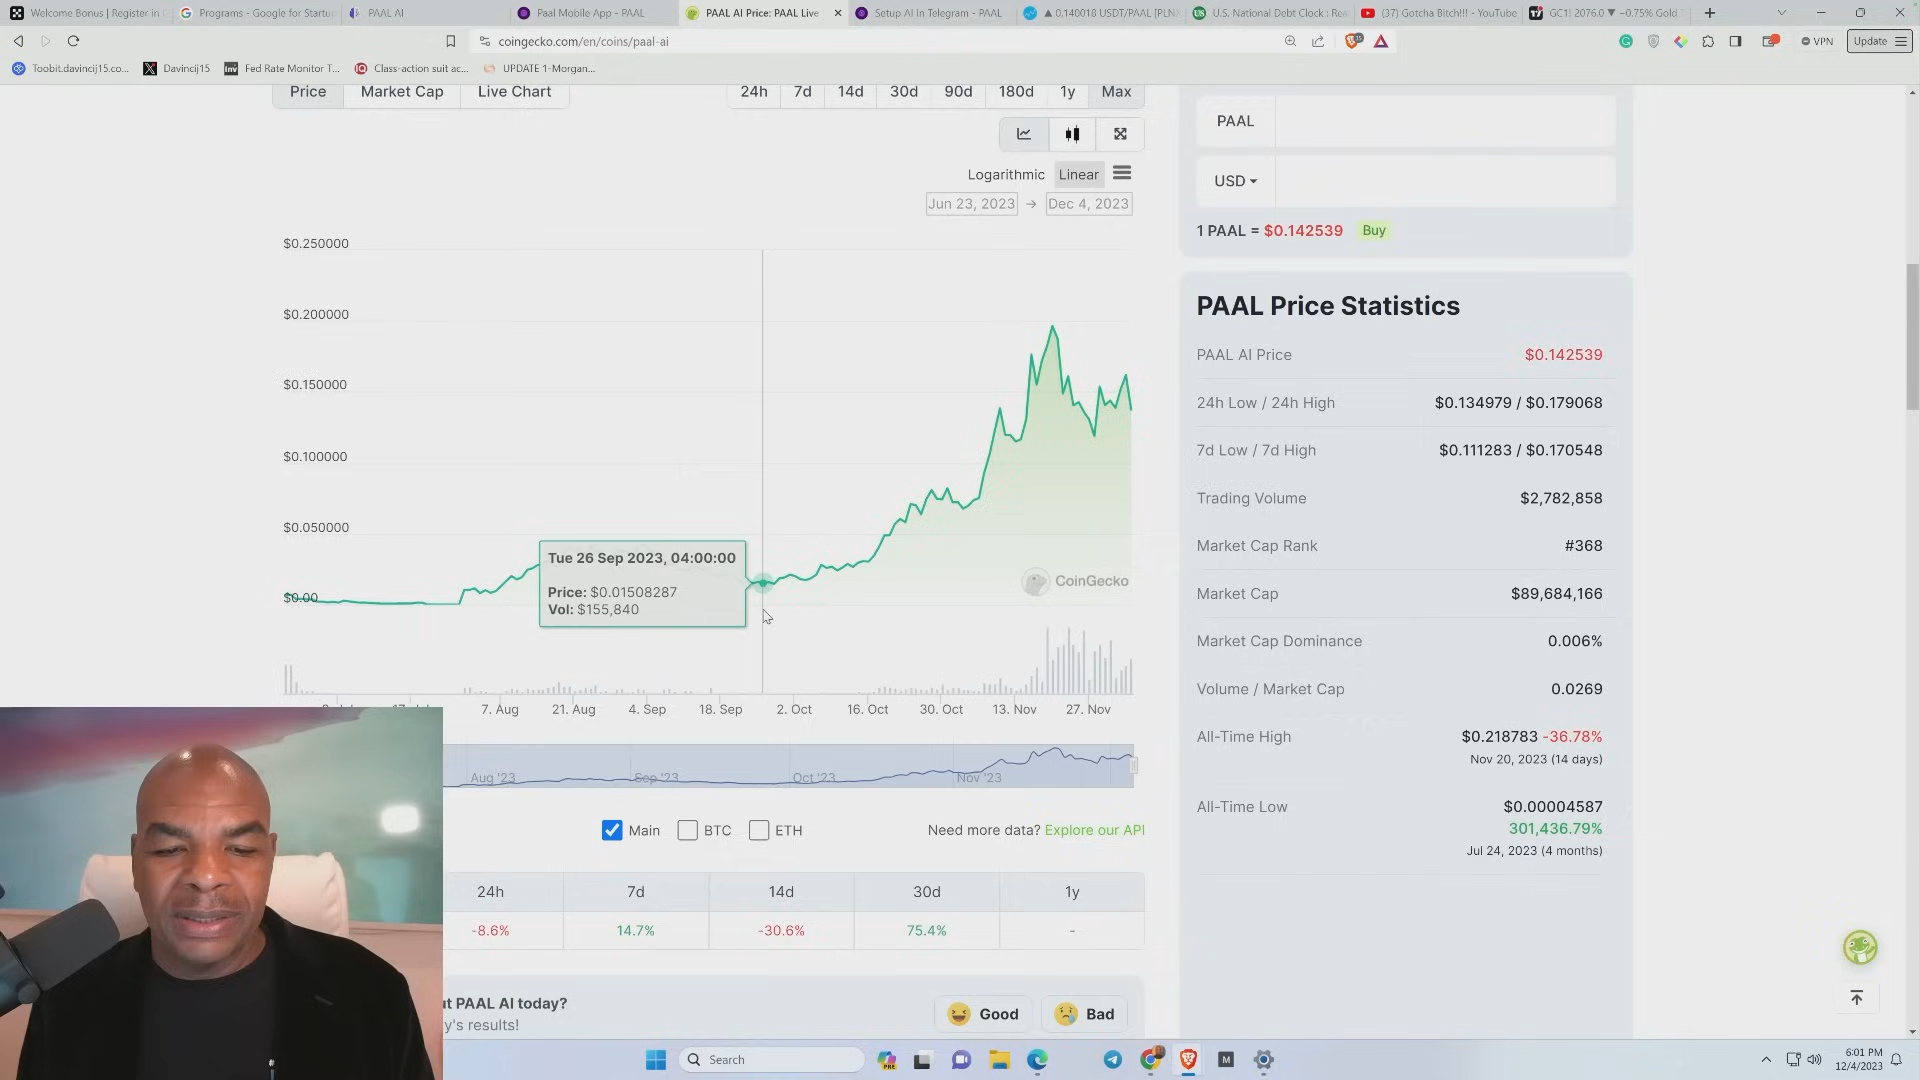 Welcome Bonus | Register in
Programs - Google for Startu
PAAL AI
Paal Mobile App - PAAL
PAAL AI Price: PAAL Live
Setup AI In Telegram - PAAL
▲ 0.140018 USDT/PAAL [PLN
U.S. National Debt Clock : Rea
(37) Gotcha Bitch!!! - YouTube
GC1! 2076.0 ▼ −0.75% Gold
coingecko.com/en/coins/paal-ai
VPN
Update
Toobit.davincij15.co...
Davincij15
Fed Rate Monitor T...
Class-action suit ac...
UPDATE 1-Morgan...
Price
Market Cap
Live Chart
24h
7d
14d
30d
90d
180d
1y
Max
Logarithmic
Linear
Jun 23, 2023 → Dec 4, 2023
$0.250000
$0.200000
$0.150000
$0.100000
$0.050000
$0.00
Tue 26 Sep 2023, 04:00:00
Price: $0.01508287
Vol: $155,840
CoinGecko
7. Aug
21. Aug
4. Sep
18. Sep
2. Oct
16. Oct
30. Oct
13. Nov
27. Nov
Aug '23
Sep '23
Oct '23
Nov '23
Main
BTC
ETH
Need more data? Explore our API
24h
7d
14d
30d
1y
-8.6%
14.7%
-30.6%
75.4%
-
ut PAAL AI today?
y's results!
Good
Bad
PAAL
USD
1 PAAL = $0.142539
Buy
PAAL Price Statistics
PAAL AI Price
$0.142539
24h Low / 24h High
$0.134979 / $0.179068
7d Low / 7d High
$0.111283 / $0.170548
Trading Volume
$2,782,858
Market Cap Rank
#368
Market Cap
$89,684,166
Market Cap Dominance
0.006%
Volume / Market Cap
0.0269
All-Time High
$0.218783 -36.78%
Nov 20, 2023 (14 days)
All-Time Low
$0.00004587
301,436.79%
Jul 24, 2023 (4 months)
Search
PRE
M
6:01 PM
12/4/2023